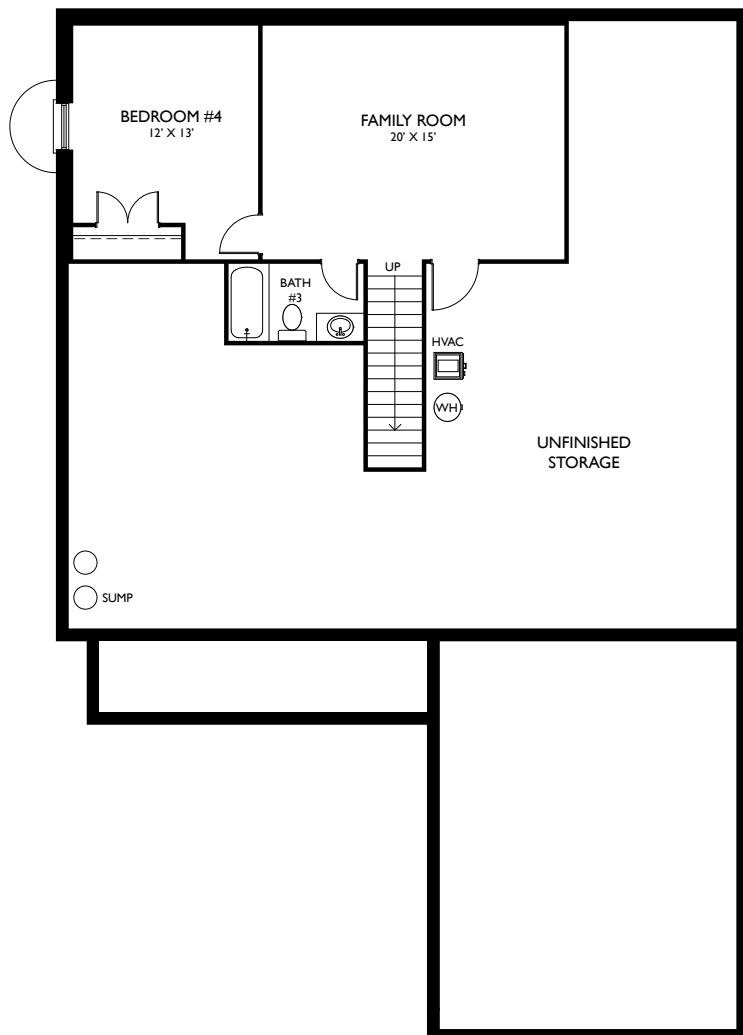 BEDROOM #4
12' X 13'
FAMILY ROOM
20' X 15'
UP
BATH
#3
HVAC
WH
UNFINISHED
STORAGE
SUMP